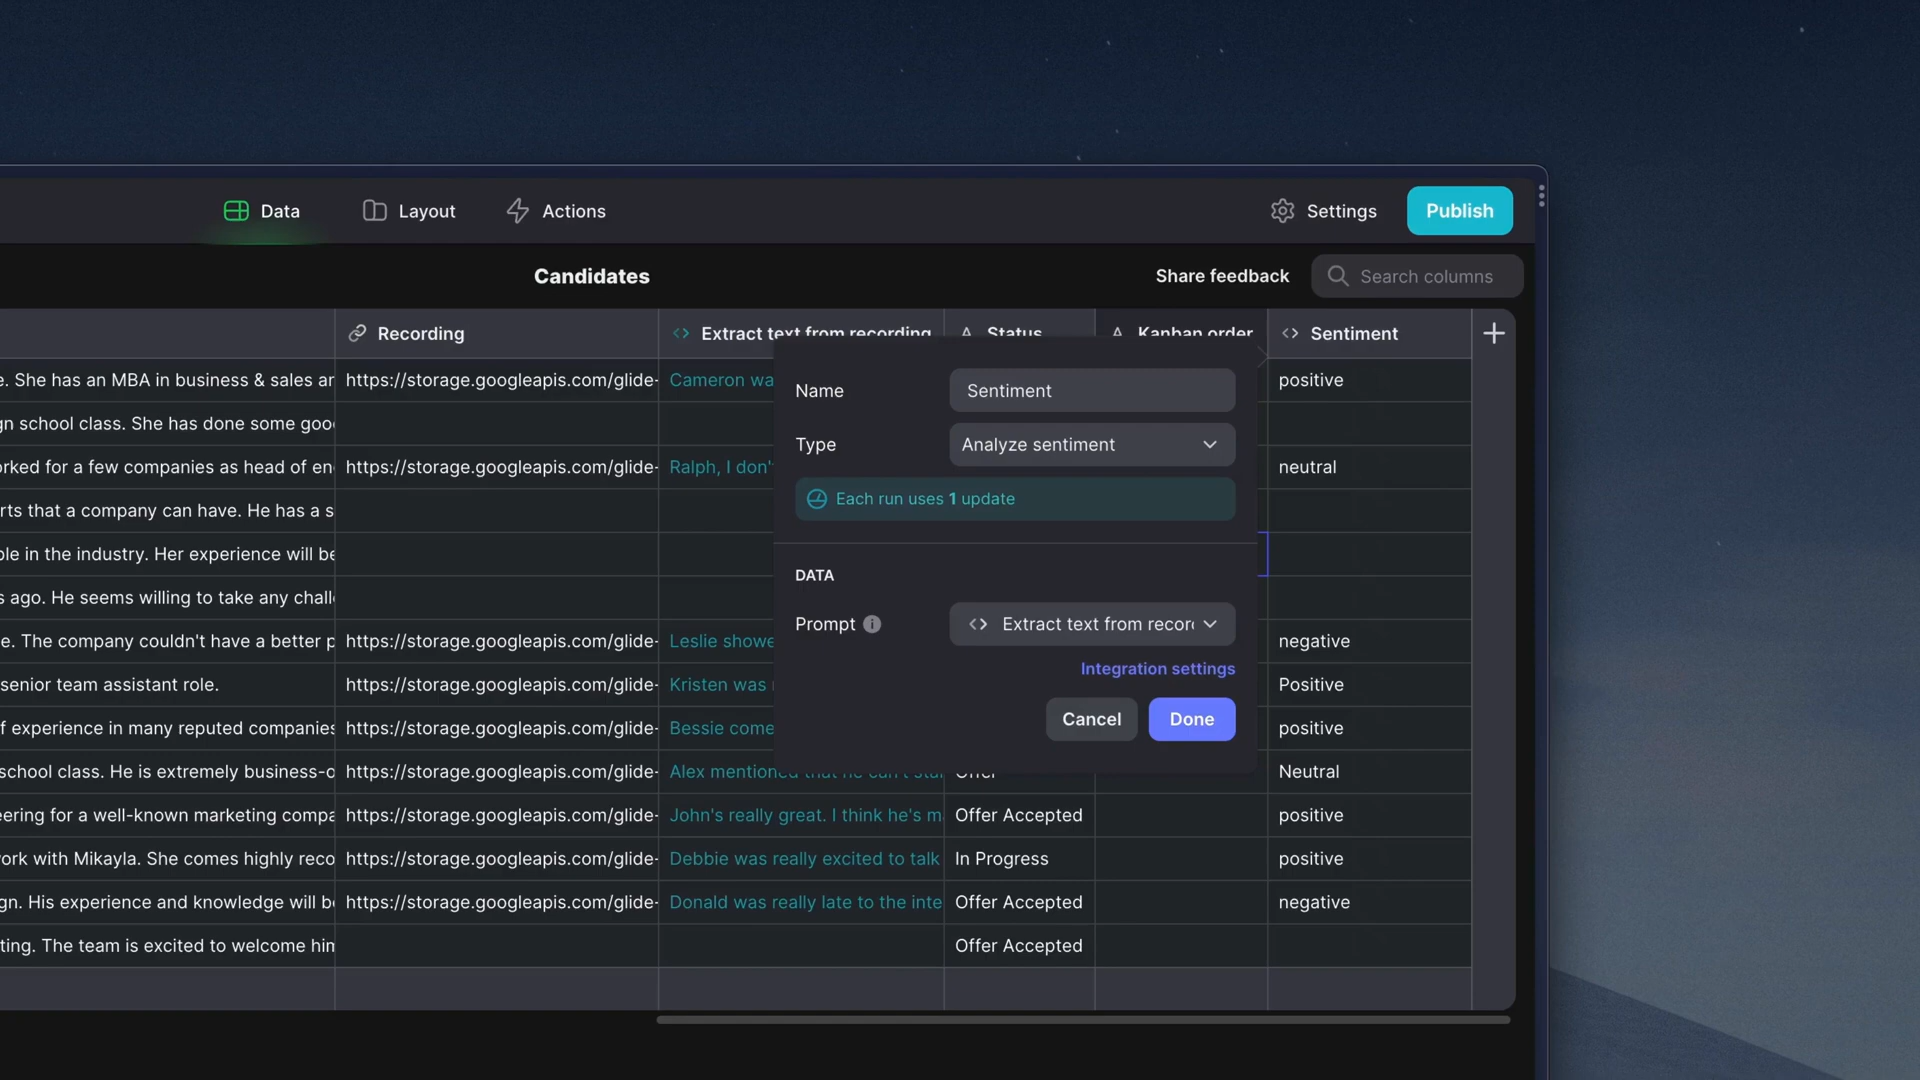 Data Layout Actions Settings Publish
Candidates Share feedback Search columns
Recording Extract text from recording Status Kanban order Sentiment
e. She has an MBA in business & sales ar https://storage.googleapis.com/glide- Cameron wa positive
Name Sentiment
gn school class. She has done some good
Type Analyze sentiment
orked for a few companies as head of en https://storage.googleapis.com/glide- Ralph, I don't neutral
Each run uses 1 update
rts that a company can have. He has a s
ble in the industry. Her experience will be
DATA
s ago. He seems willing to take any chall
Prompt Extract text from recor
e. The company couldn't have a better p https://storage.googleapis.com/glide- Leslie showe negative
Integration settings
senior team assistant role. https://storage.googleapis.com/glide- Kristen was Positive
Cancel Done
f experience in many reputed companies https://storage.googleapis.com/glide- Bessie come positive
school class. He is extremely business-o https://storage.googleapis.com/glide- Alex mentioned that he can't star Offer Neutral
eering for a well-known marketing compa https://storage.googleapis.com/glide- John's really great. I think he's m Offer Accepted positive
ork with Mikayla. She comes highly reco https://storage.googleapis.com/glide- Debbie was really excited to talk In Progress positive
gn. His experience and knowledge will be https://storage.googleapis.com/glide- Donald was really late to the inte Offer Accepted negative
ting. The team is excited to welcome him Offer Accepted